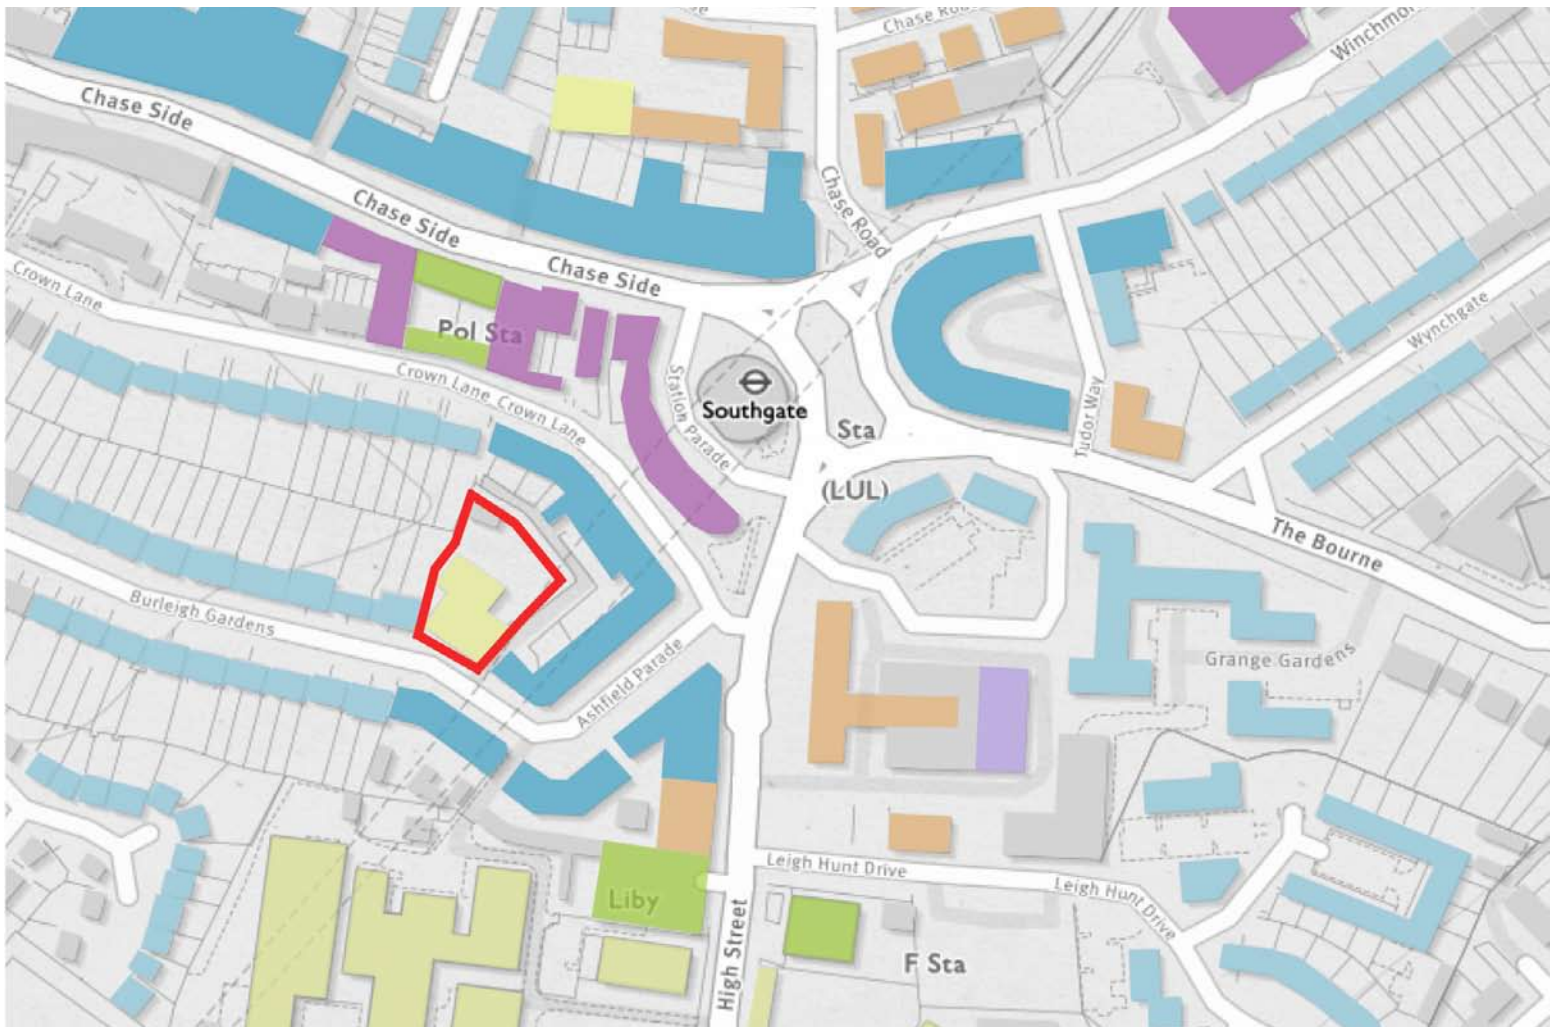 Chase Road
Winchmor
Chase Side
Chase Road
Chase Side
Chase Side
Crown Lane
Pol Sta
Crown Lane
Crown Lane
Station Parade
Southgate
Sta
(LUL)
Tudor Way
Wynchgate
The Bourne
Burleigh Gardens
Ashfield Parade
Grange Gardens
Leigh Hunt Drive
Leigh Hunt Drive
Liby
High Street
F Sta